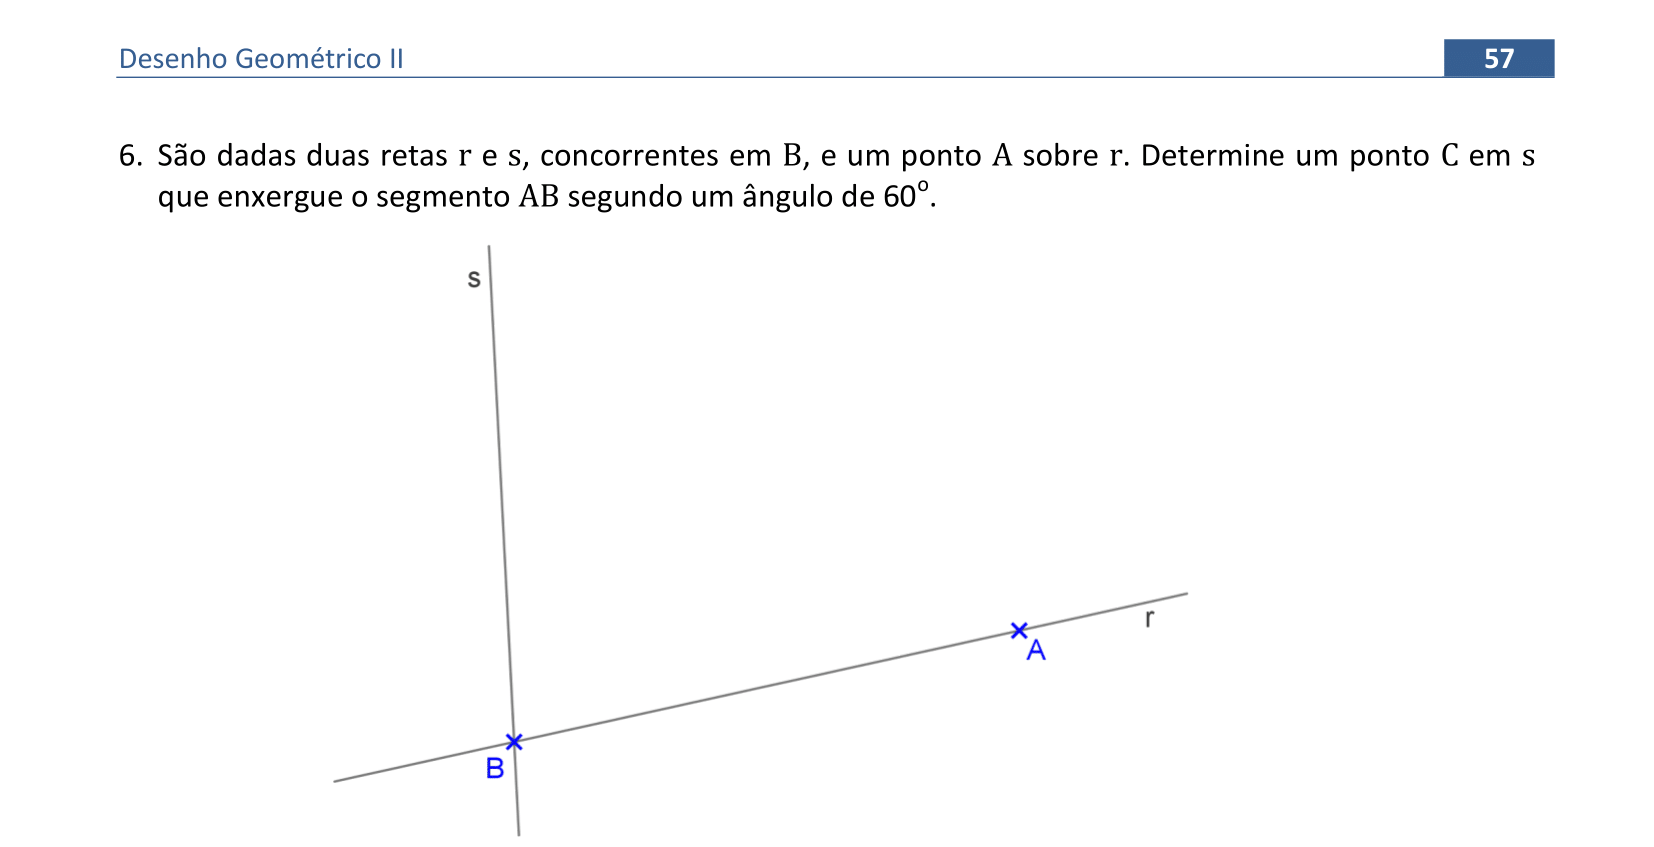 Desenho Geométrico II
57
6. São dadas duas retas r e s, concorrentes em B, e um ponto A sobre r. Determine um ponto C em s
que enxergue o segmento AB segundo um ângulo de 60º.
s
r
A
B